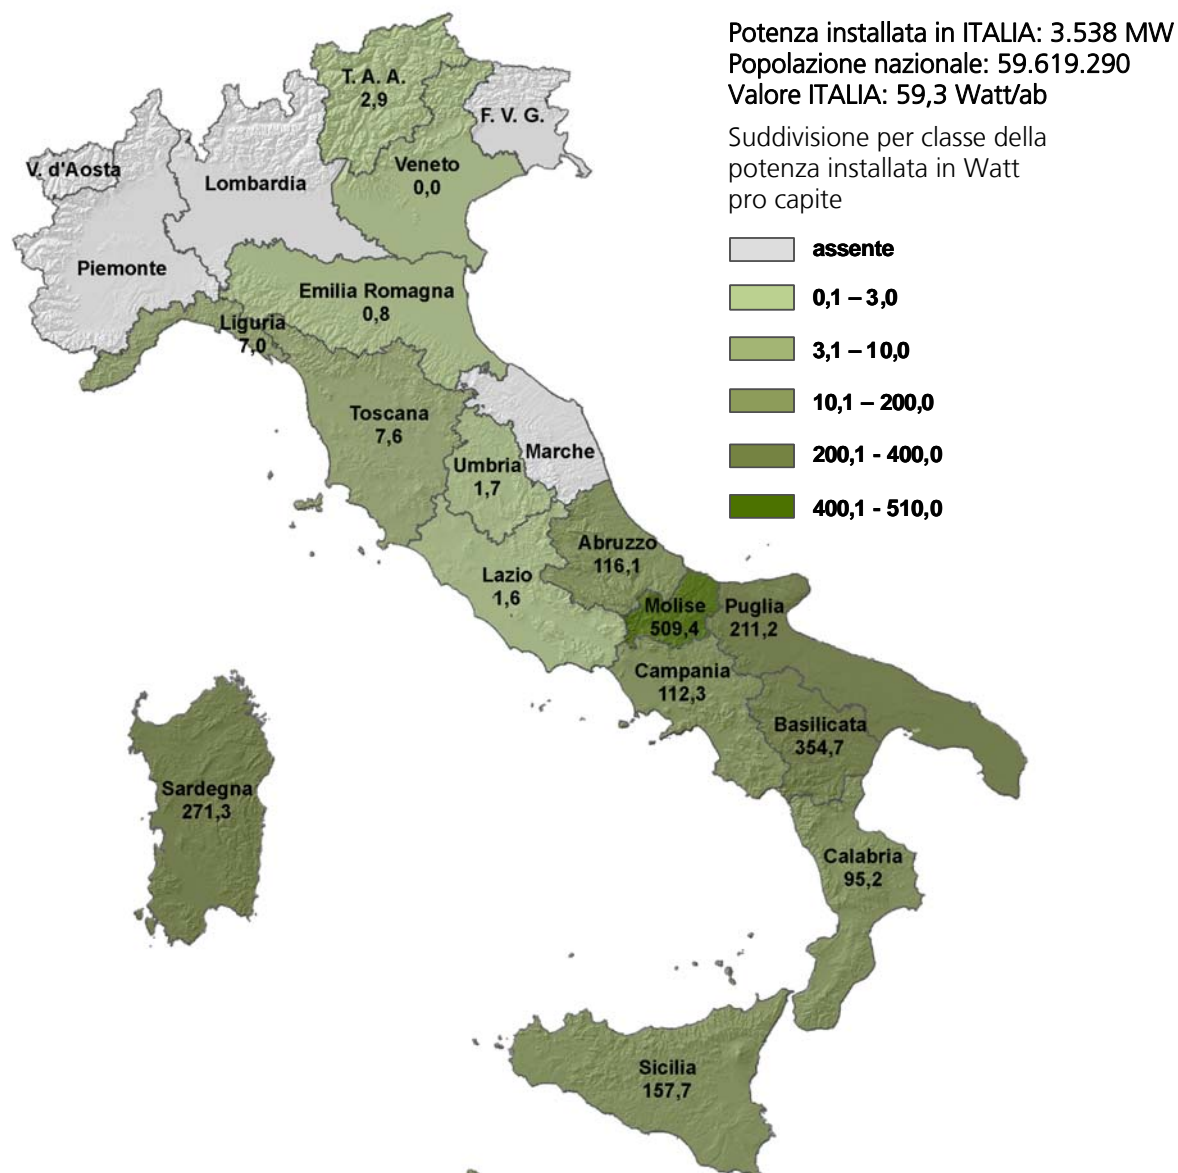 Potenza installata in ITALIA: 3.538 MW
Popolazione nazionale: 59.619.290
Valore ITALIA: 59,3 Watt/ab
Suddivisione per classe della
potenza installata in Watt
pro capite
assente
0,1 – 3,0
3,1 – 10,0
10,1 – 200,0
200,1 - 400,0
400,1 - 510,0
T. A. A.
2,9
F. V. G.
V. d'Aosta
Lombardia
Veneto
0,0
Piemonte
Emilia Romagna
0,8
Liguria
7,0
Toscana
7,6
Umbria
1,7
Marche
Abruzzo
116,1
Lazio
1,6
Molise
509,4
Puglia
211,2
Campania
112,3
Basilicata
354,7
Sardegna
271,3
Calabria
95,2
Sicilia
157,7